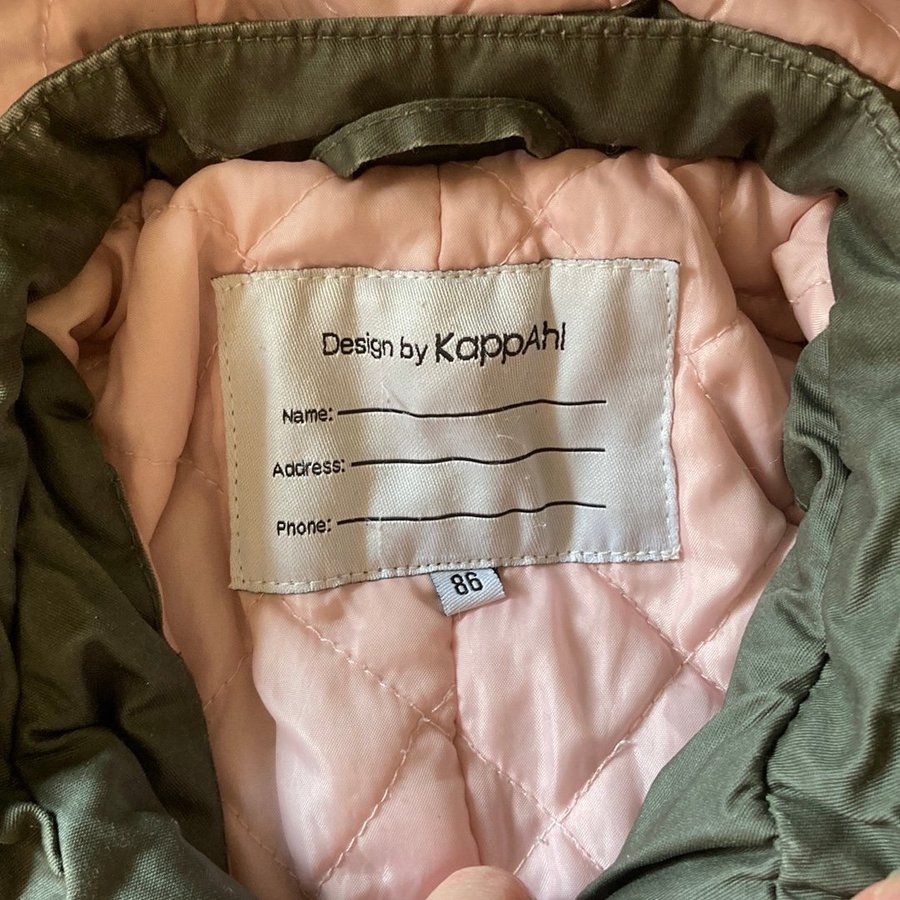 Design by KappAhl
Name:
Address:
Phone:
86